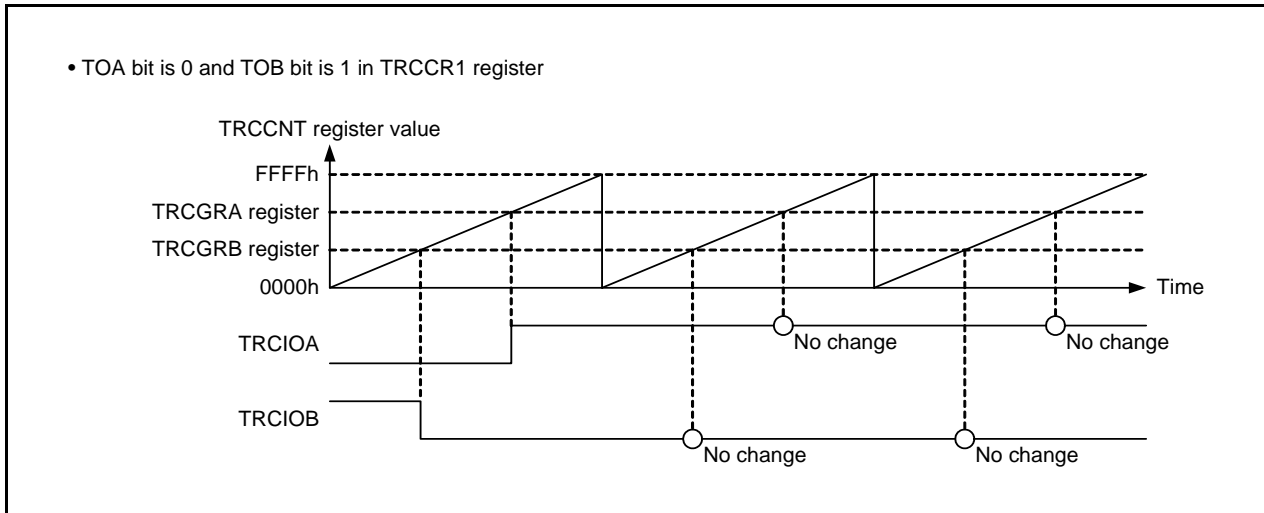 • TOA bit is 0 and TOB bit is 1 in TRCCR1 register
TRCCNT register value
FFFFh
TRCGRA register
TRCGRB register
0000h
Time
TRCIOA
No change
No change
TRCIOB
No change
No change